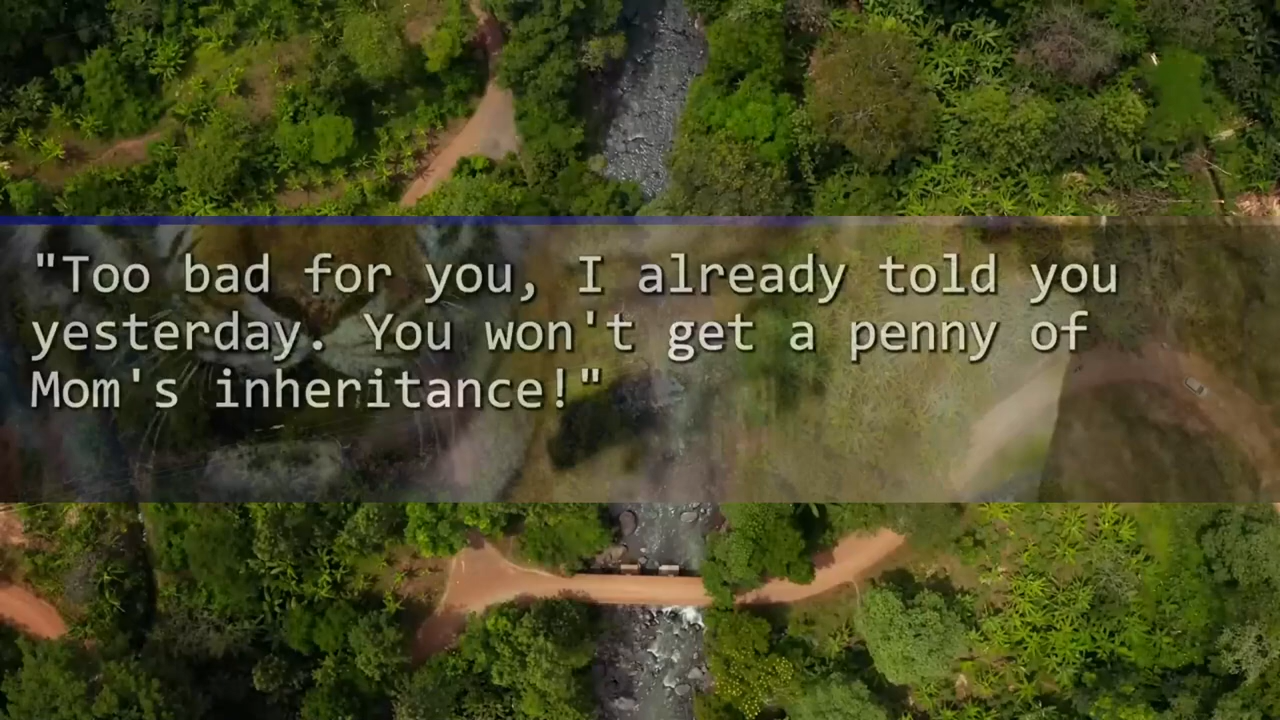 "Too bad for you, I already told you
yesterday. You won't get a penny of
Mom's inheritance!"